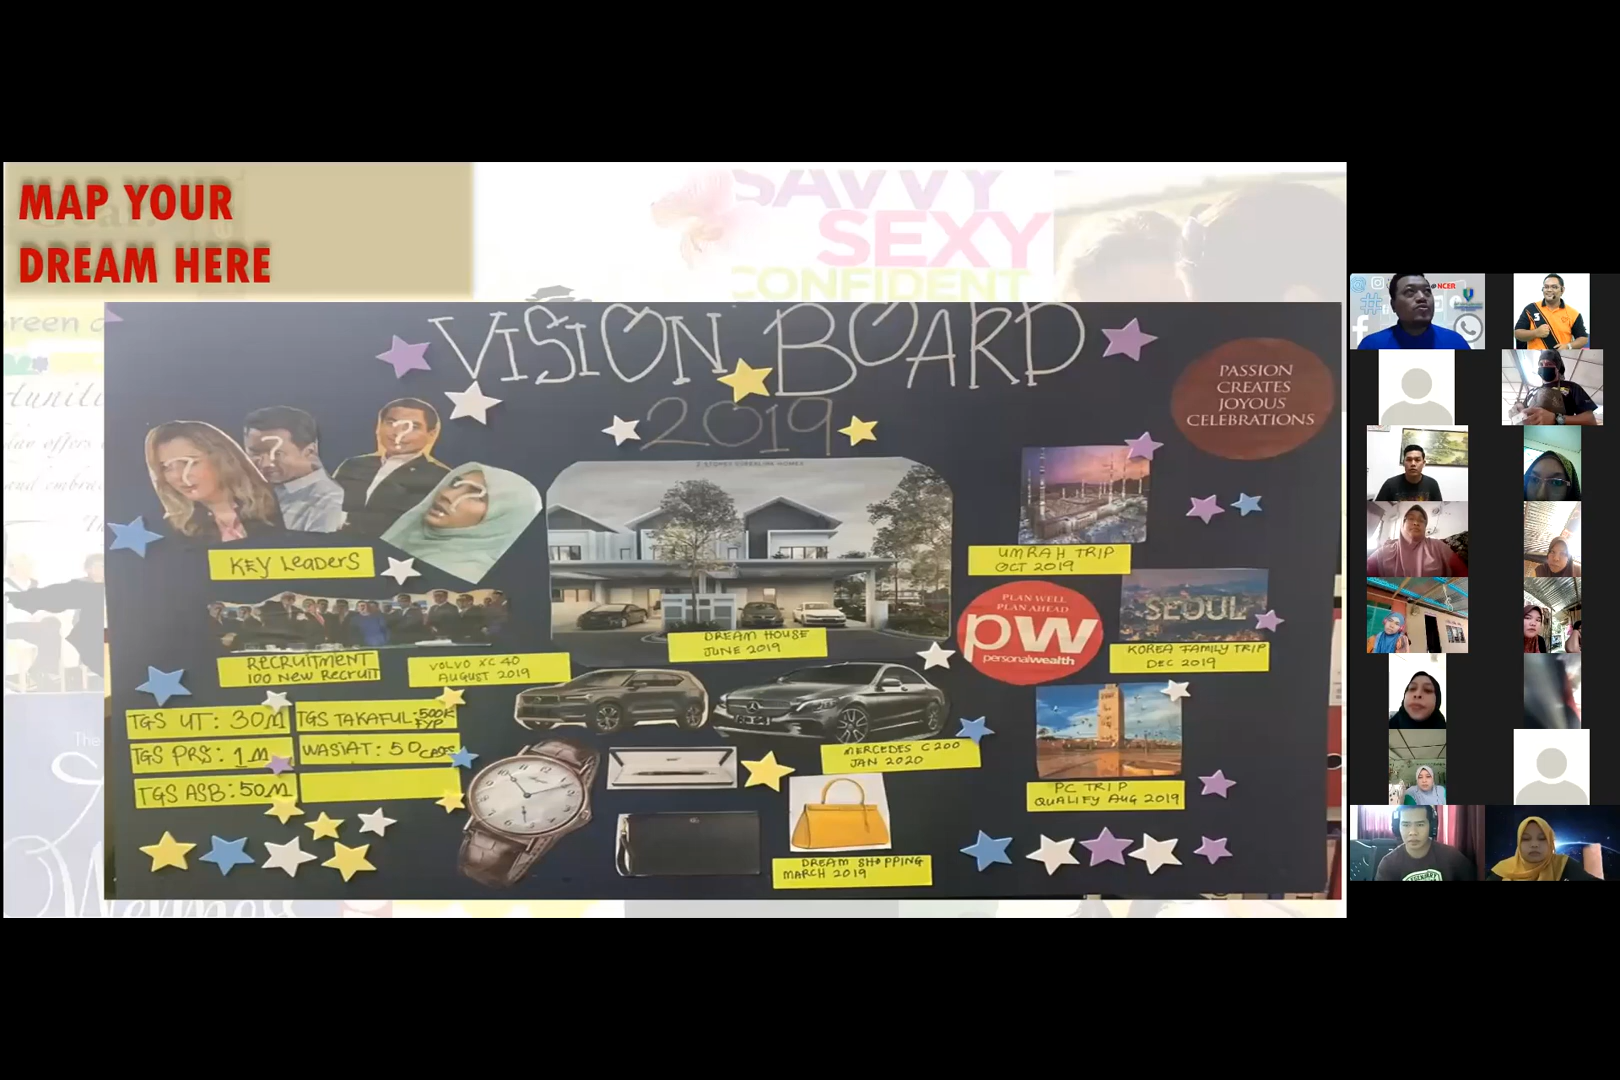 MAP YOUR
DREAM HERE
SAVVY
SEXY
CONFIDENT
VISION BOARD
2019
PASSION
CREATES
JOYOUS
CELEBRATIONS
KEY LEADERS
RECRUITMENT
100 NEW RECRUIT
VOLVO XC 40
AUGUST 2019
DREAM HOUSE
JUNE 2019
UMRAH TRIP
OCT 2019
PLAN WELL
PLAN AHEAD
pw
personalwealth
SEOUL
KOREA FAMILY TRIP
DEC 2019
TGS UT: 30M
TGS TAKAFUL-500K
FYP
TGS PRS: 1M
WASIAT: 50 CASES
TGS ASB: 50M
MERCEDES C200
JAN 2020
PC TRIP
QUALIFY AUG 2019
DREAM SHOPPING
MARCH 2019
NCER